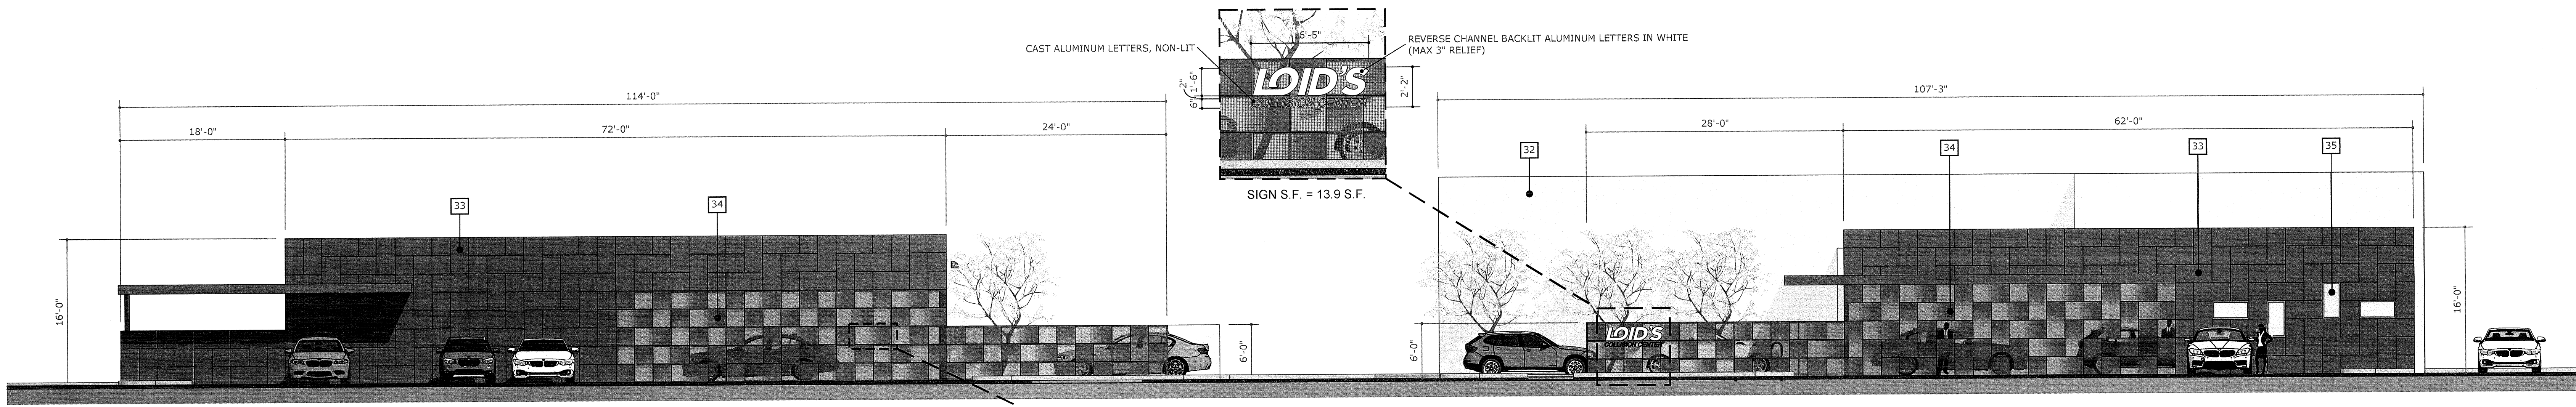 CAST ALUMINUM LETTERS, NON-LIT
6'-5"
REVERSE CHANNEL BACKLIT ALUMINUM LETTERS IN WHITE
(MAX 3" RELIEF)
LOID'S
COLLISION CENTER
2"
1'-6"
6"
2'-2"
SIGN S.F. = 13.9 S.F.
114'-0"
18'-0"
72'-0"
24'-0"
33
34
16'-0"
6'-0"
107'-3"
28'-0"
62'-0"
32
34
33
35
6'-0"
LOID'S
COLLISION CENTER
16'-0"